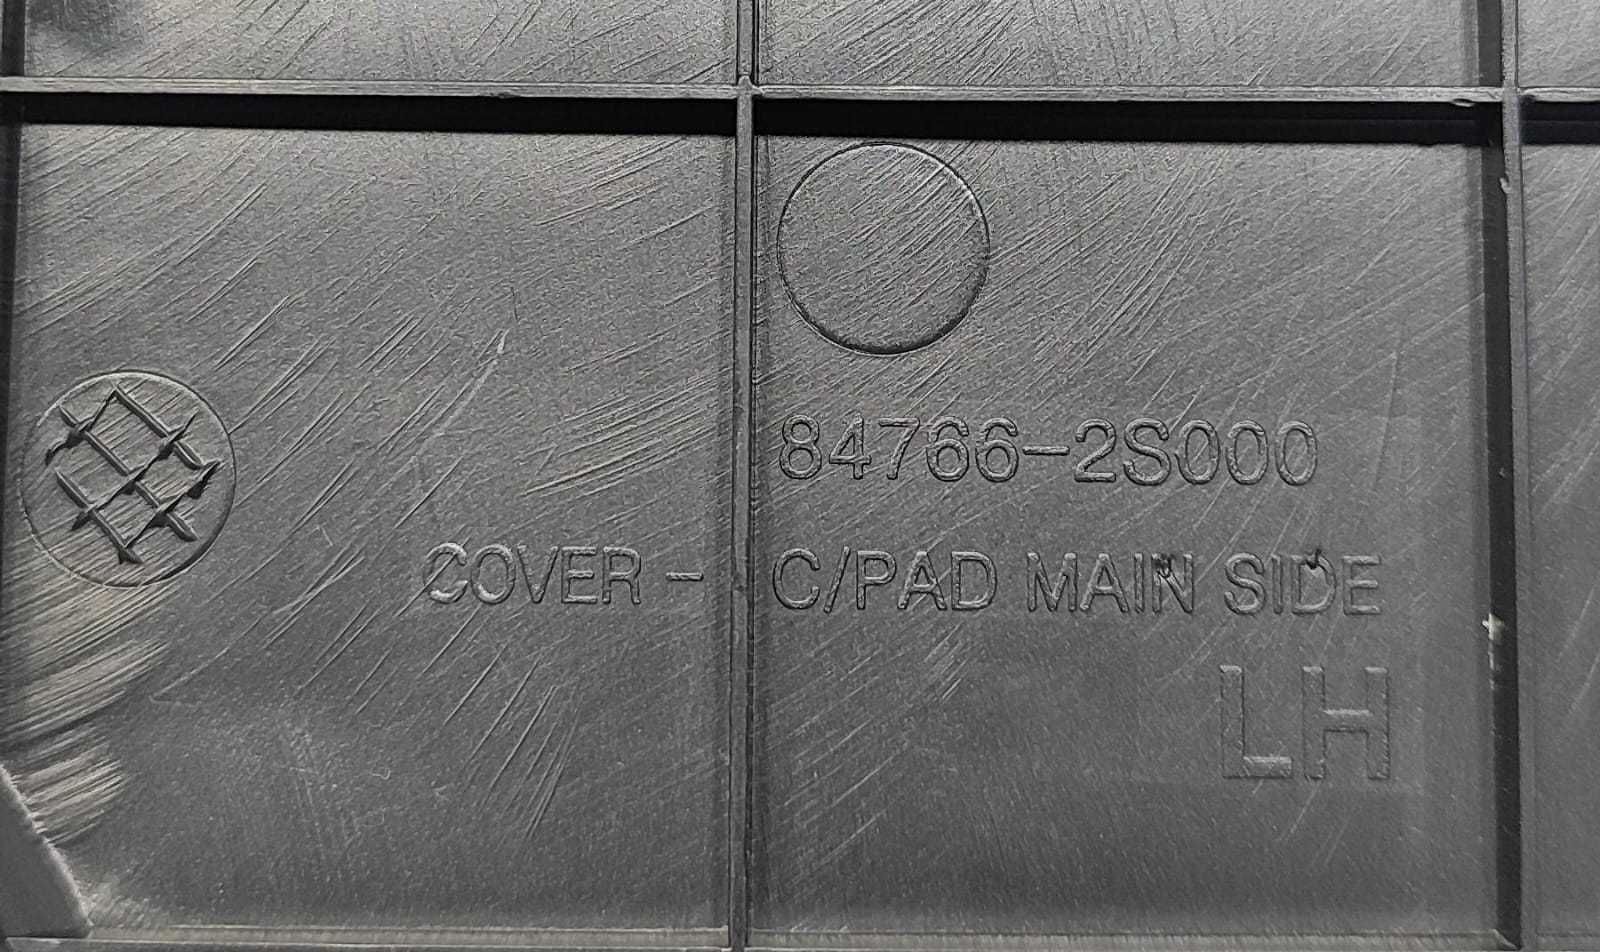 84766-2S000
COVER - C/PAD MAIN SIDE
LH